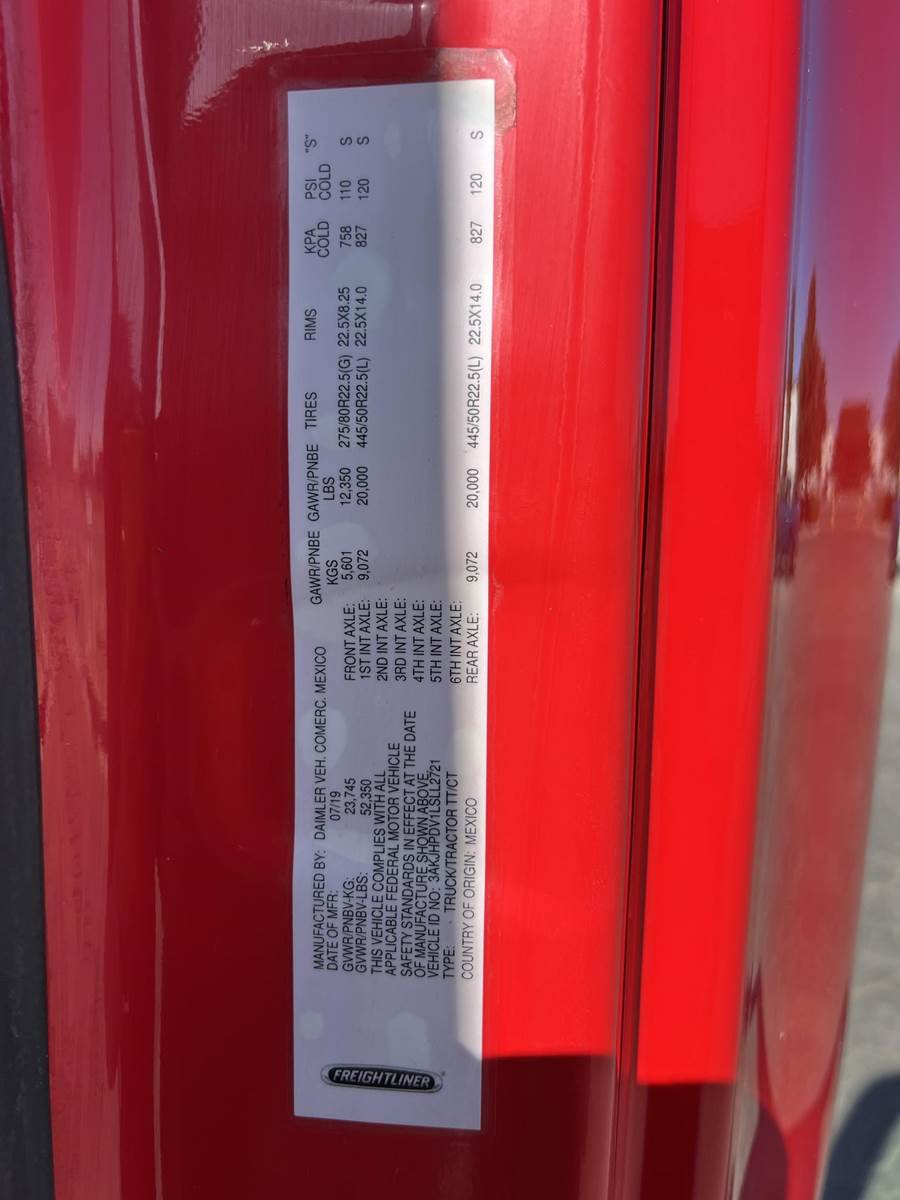 FREIGHTLINER
MANUFACTURED BY: DAIMLER VEH. COMERC. MEXICO
DATE OF MFR: 07/19
GVWR/PNBV-KG: 23,745
GVWR/PNBV-LBS: 52,350
THIS VEHICLE COMPLIES WITH ALL
APPLICABLE FEDERAL MOTOR VEHICLE
SAFETY STANDARDS IN EFFECT AT THE DATE
OF MANUFACTURE SHOWN ABOVE.
VEHICLE ID NO: 3AKJHPDV1LSLL2721
TYPE: TRUCK/TRACTOR TT/CT
COUNTRY OF ORIGIN: MEXICO
GAWR/PNBE GAWR/PNBE TIRES RIMS KPA PSI "S"
KGS LBS COLD COLD
FRONT AXLE: 5,601 12,350 275/80R22.5(G) 22.5X8.25 758 110 S
1ST INT AXLE: 9,072 20,000 445/50R22.5(L) 22.5X14.0 827 120 S
2ND INT AXLE:
3RD INT AXLE:
4TH INT AXLE:
5TH INT AXLE:
6TH INT AXLE:
REAR AXLE: 9,072 20,000 445/50R22.5(L) 22.5X14.0 827 120 S